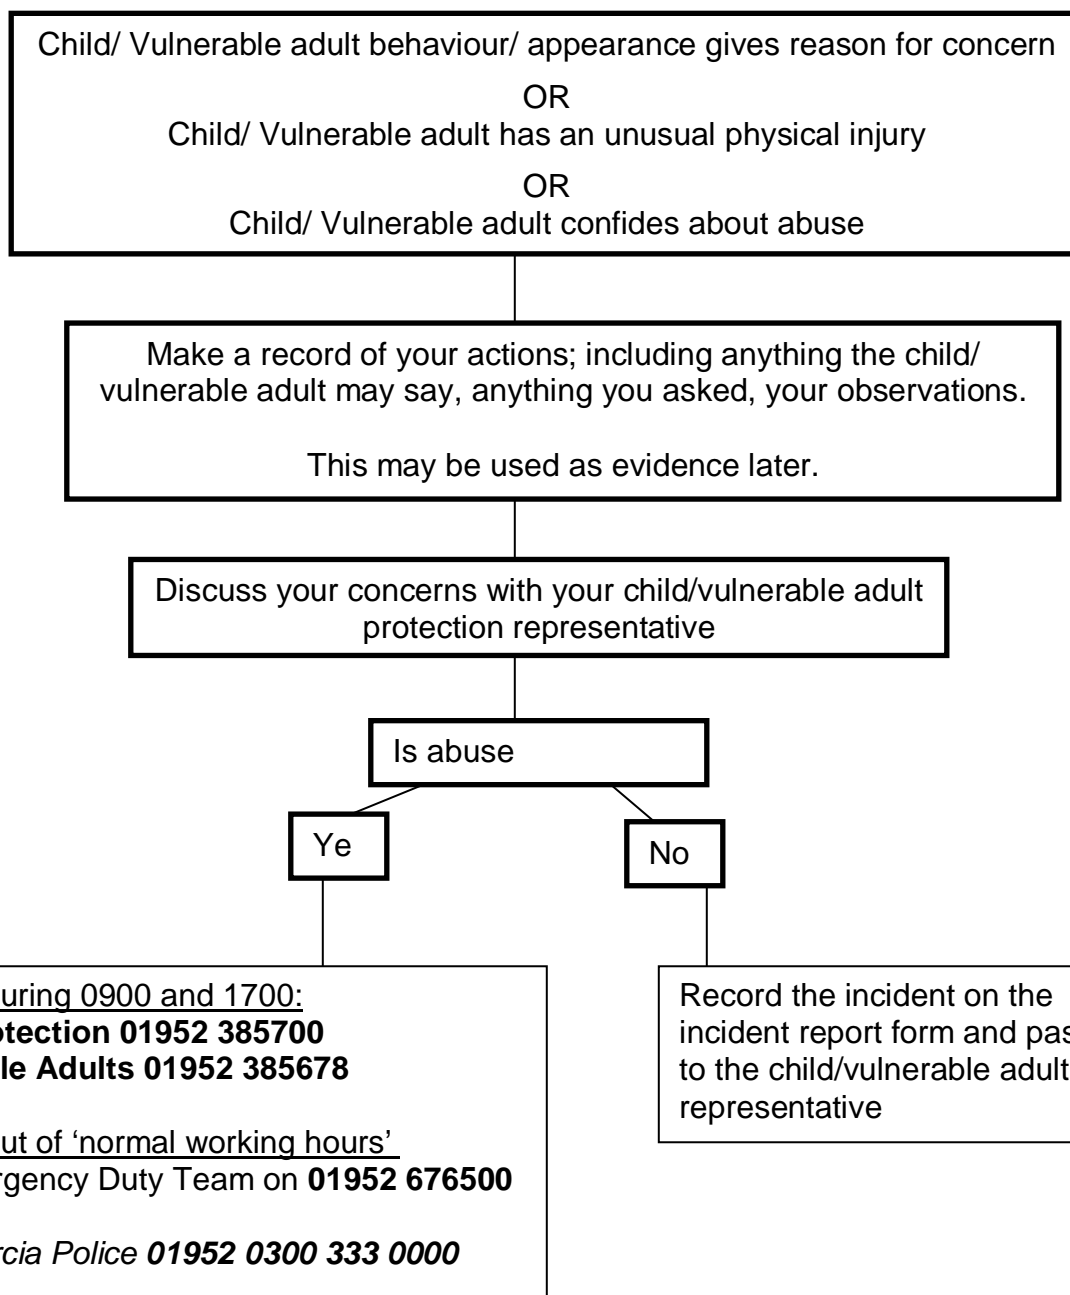 Child/ Vulnerable adult behaviour/ appearance gives reason for concern
OR
Child/ Vulnerable adult has an unusual physical injury
OR
Child/ Vulnerable adult confides about abuse
Make a record of your actions; including anything the child/
vulnerable adult may say, anything you asked, your observations.
This may be used as evidence later.
Discuss your concerns with your child/vulnerable adult
protection representative
Is abuse
Ye
No
uring 0900 and 1700:
otection 01952 385700
le Adults 01952 385678
ut of ‘normal working hours’
rgency Duty Team on 01952 676500
rcia Police 01952 0300 333 0000
Record the incident on the
incident report form and pas
to the child/vulnerable adult
representative